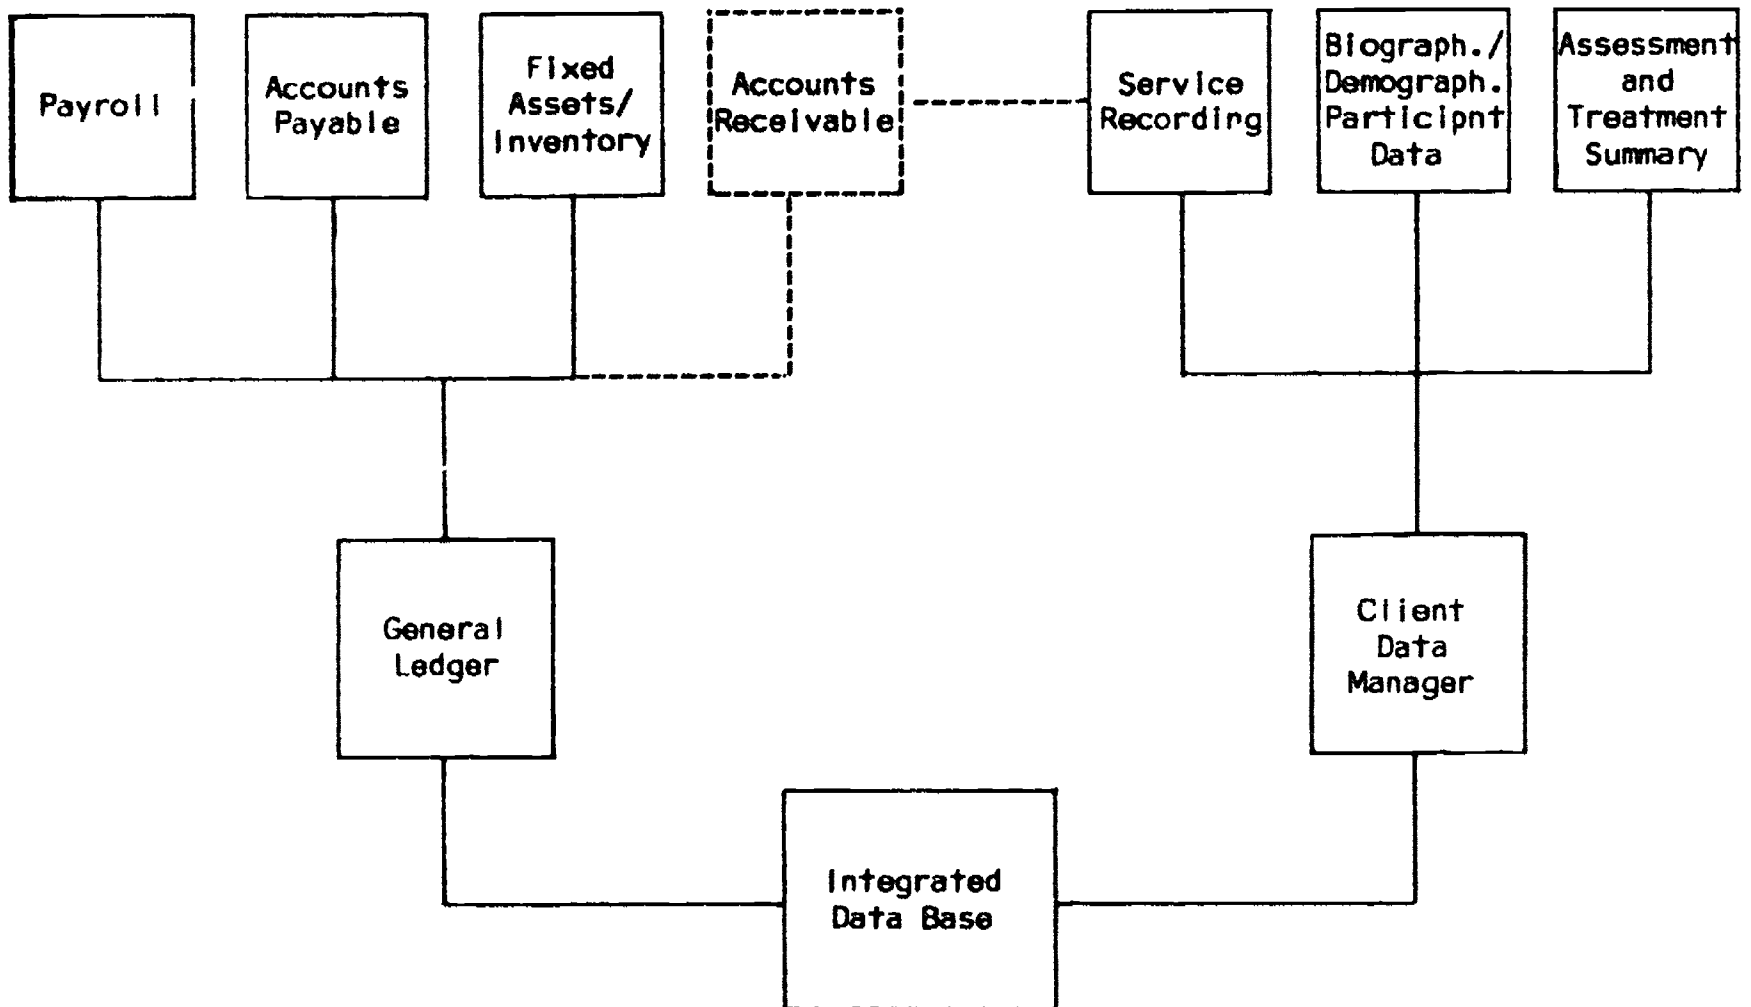 Payroll
Accounts
Payable
Fixed
Assets/
Inventory
Accounts
Receivable
Service
Recording
Biograph./
Demograph.
Participnt
Data
Assessment
and
Treatment
Summary
General
Ledger
Client
Data
Manager
Integrated
Data Base